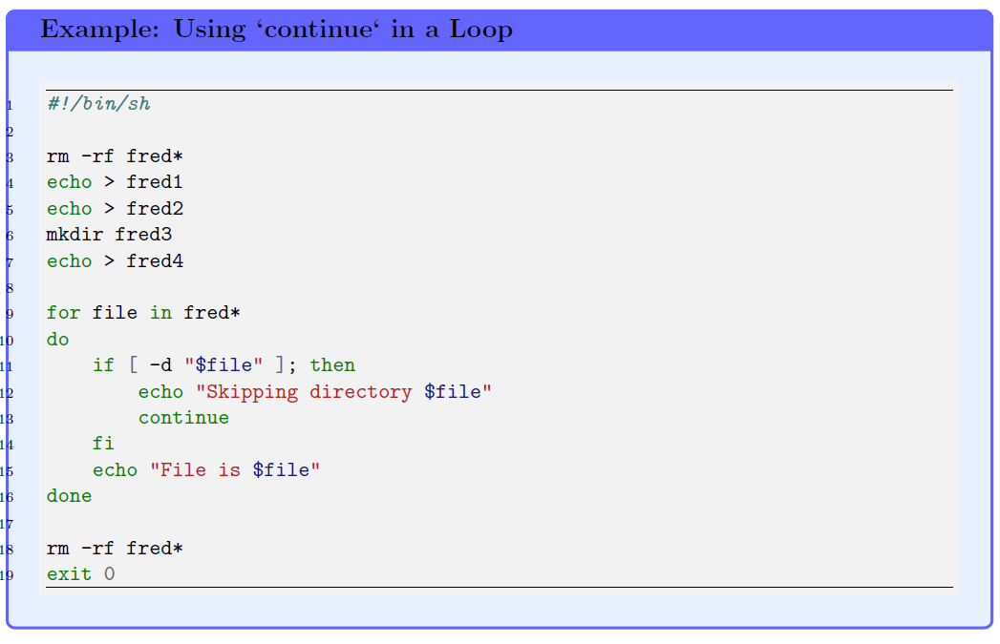 Example: Using ‘continue‘ in a Loop
1 #!/bin/sh
2
3 rm -rf fred*
4 echo > fred1
5 echo > fred2
6 mkdir fred3
7 echo > fred4
8
9 for file in fred*
10 do
11     if [ -d "$file" ]; then
12         echo "Skipping directory $file"
13         continue
14     fi
15     echo "File is $file"
16 done
17
18 rm -rf fred*
19 exit 0